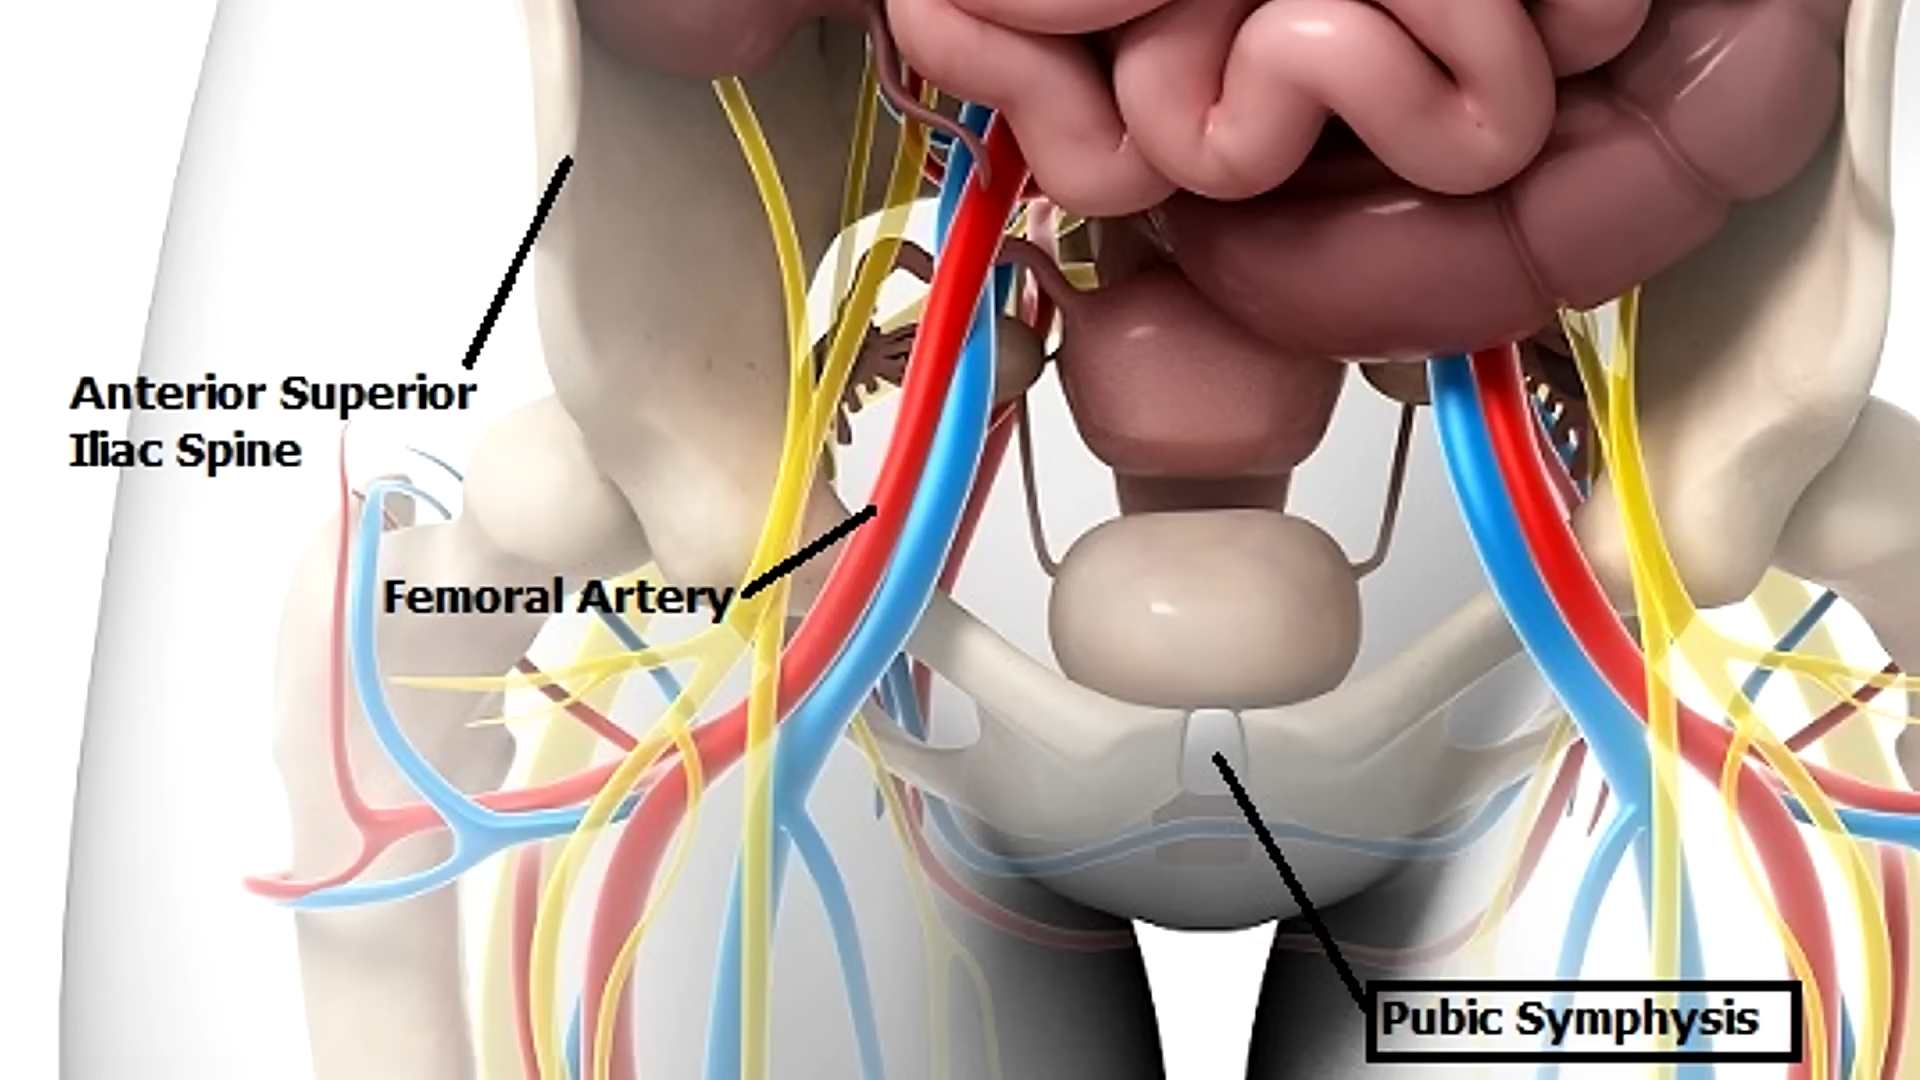 Anterior Superior
Iliac Spine
Femoral Artery
Pubic Symphysis